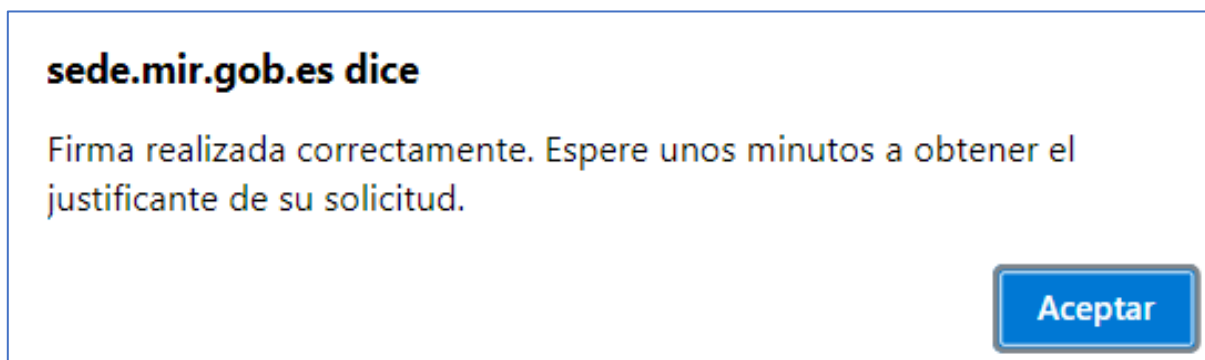 sede.mir.gob.es dice
Firma realizada correctamente. Espere unos minutos a obtener el
justificante de su solicitud.
Aceptar